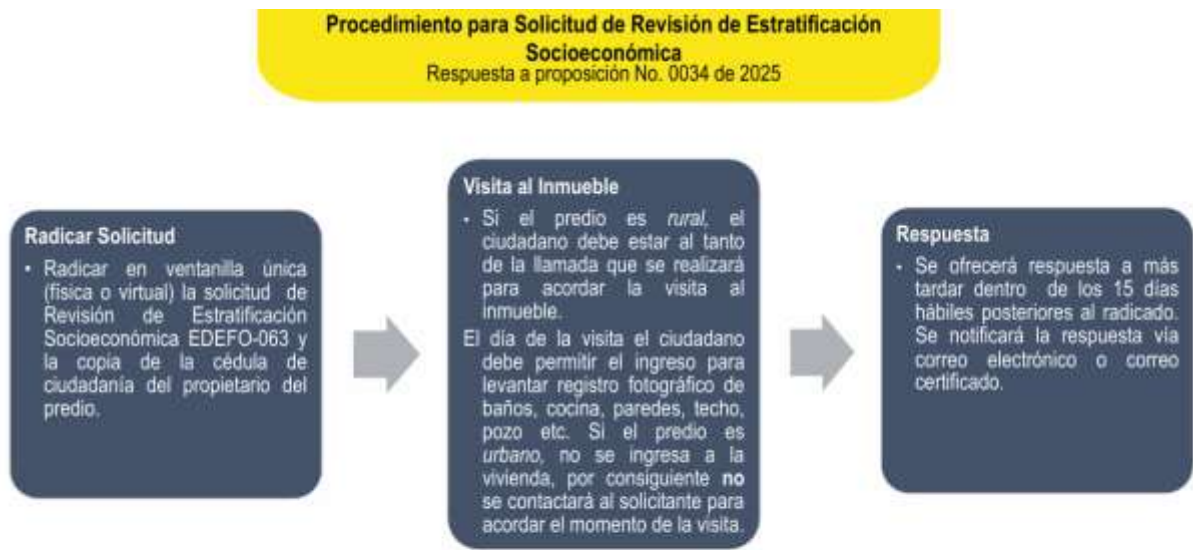 Procedimiento para Solicitud de Revisión de Estratificación
Socioeconómica
Respuesta a proposición No. 0034 de 2025
Radicar Solicitud
• Radicar en ventanilla única
(física o virtual) la solicitud de
Revisión de Estratificación
Socioeconómica EDEFO-063 y
la copia de la cédula de
ciudadanía del propietario del
predio.
Visita al Inmueble
• Si el predio es rural, el
ciudadano debe estar al tanto
de la llamada que se realizará
para acordar la visita al
inmueble.
El día de la visita el ciudadano
debe permitir el ingreso para
levantar registro fotográfico de
baños, cocina, paredes, techo,
pozo etc. Si el predio es
urbano, no se ingresa a la
vivienda, por consiguiente no
se contactará al solicitante para
acordar el momento de la visita.
Respuesta
• Se ofrecerá respuesta a más
tardar dentro de los 15 días
hábiles posteriores al radicado.
Se notificará la respuesta vía
correo electrónico o correo
certificado.